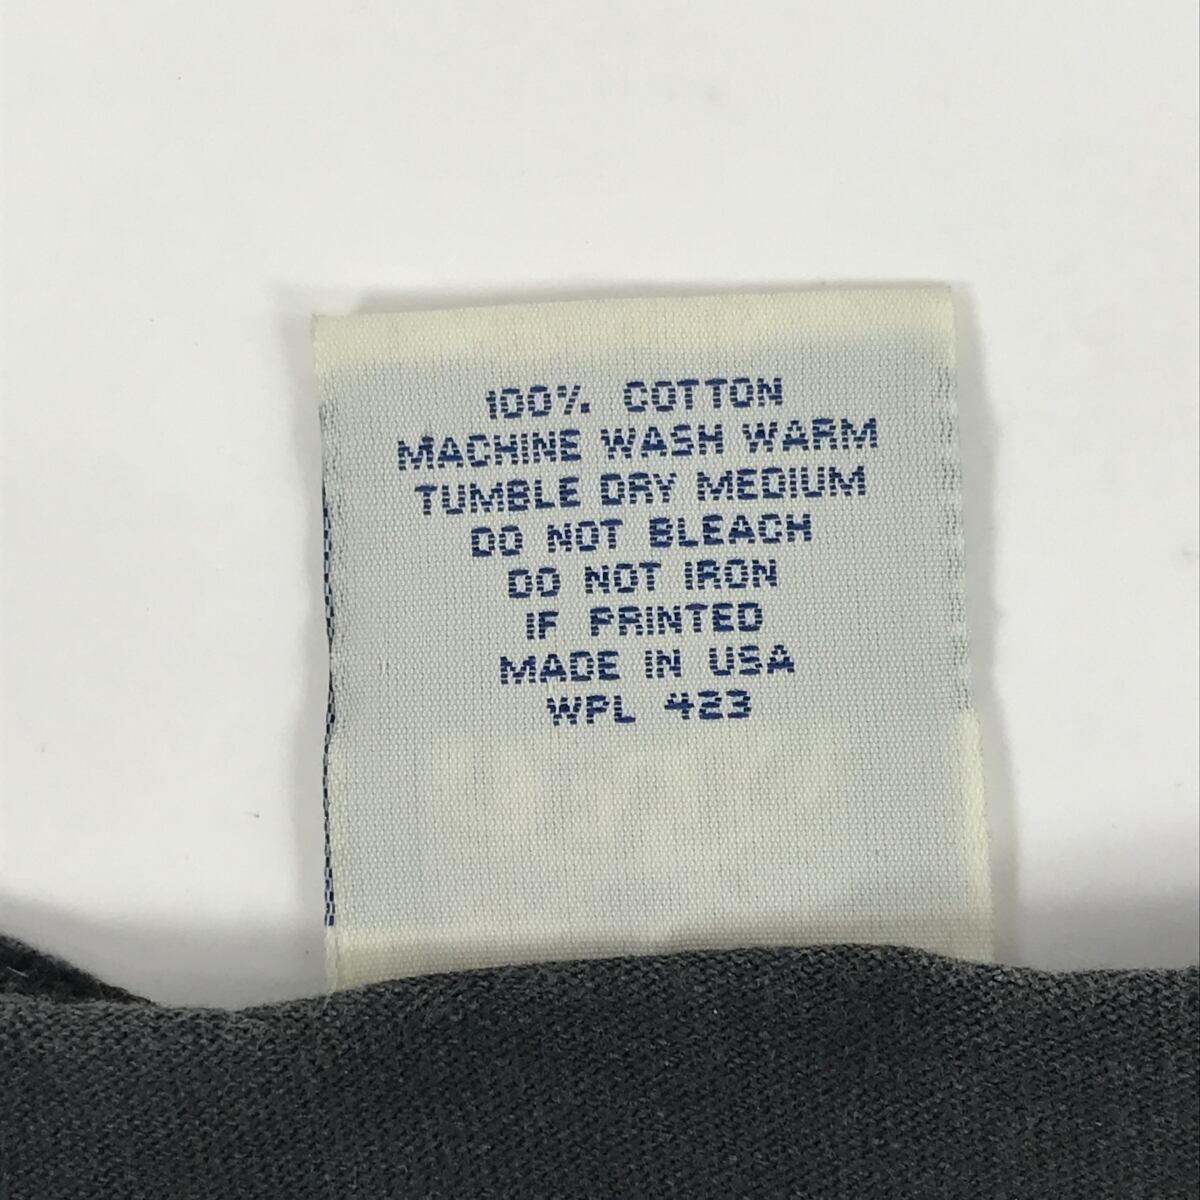 100% COTTON
MACHINE WASH WARM
TUMBLE DRY MEDIUM
DO NOT BLEACH
DO NOT IRON
IF PRINTED
MADE IN USA
WPL 423